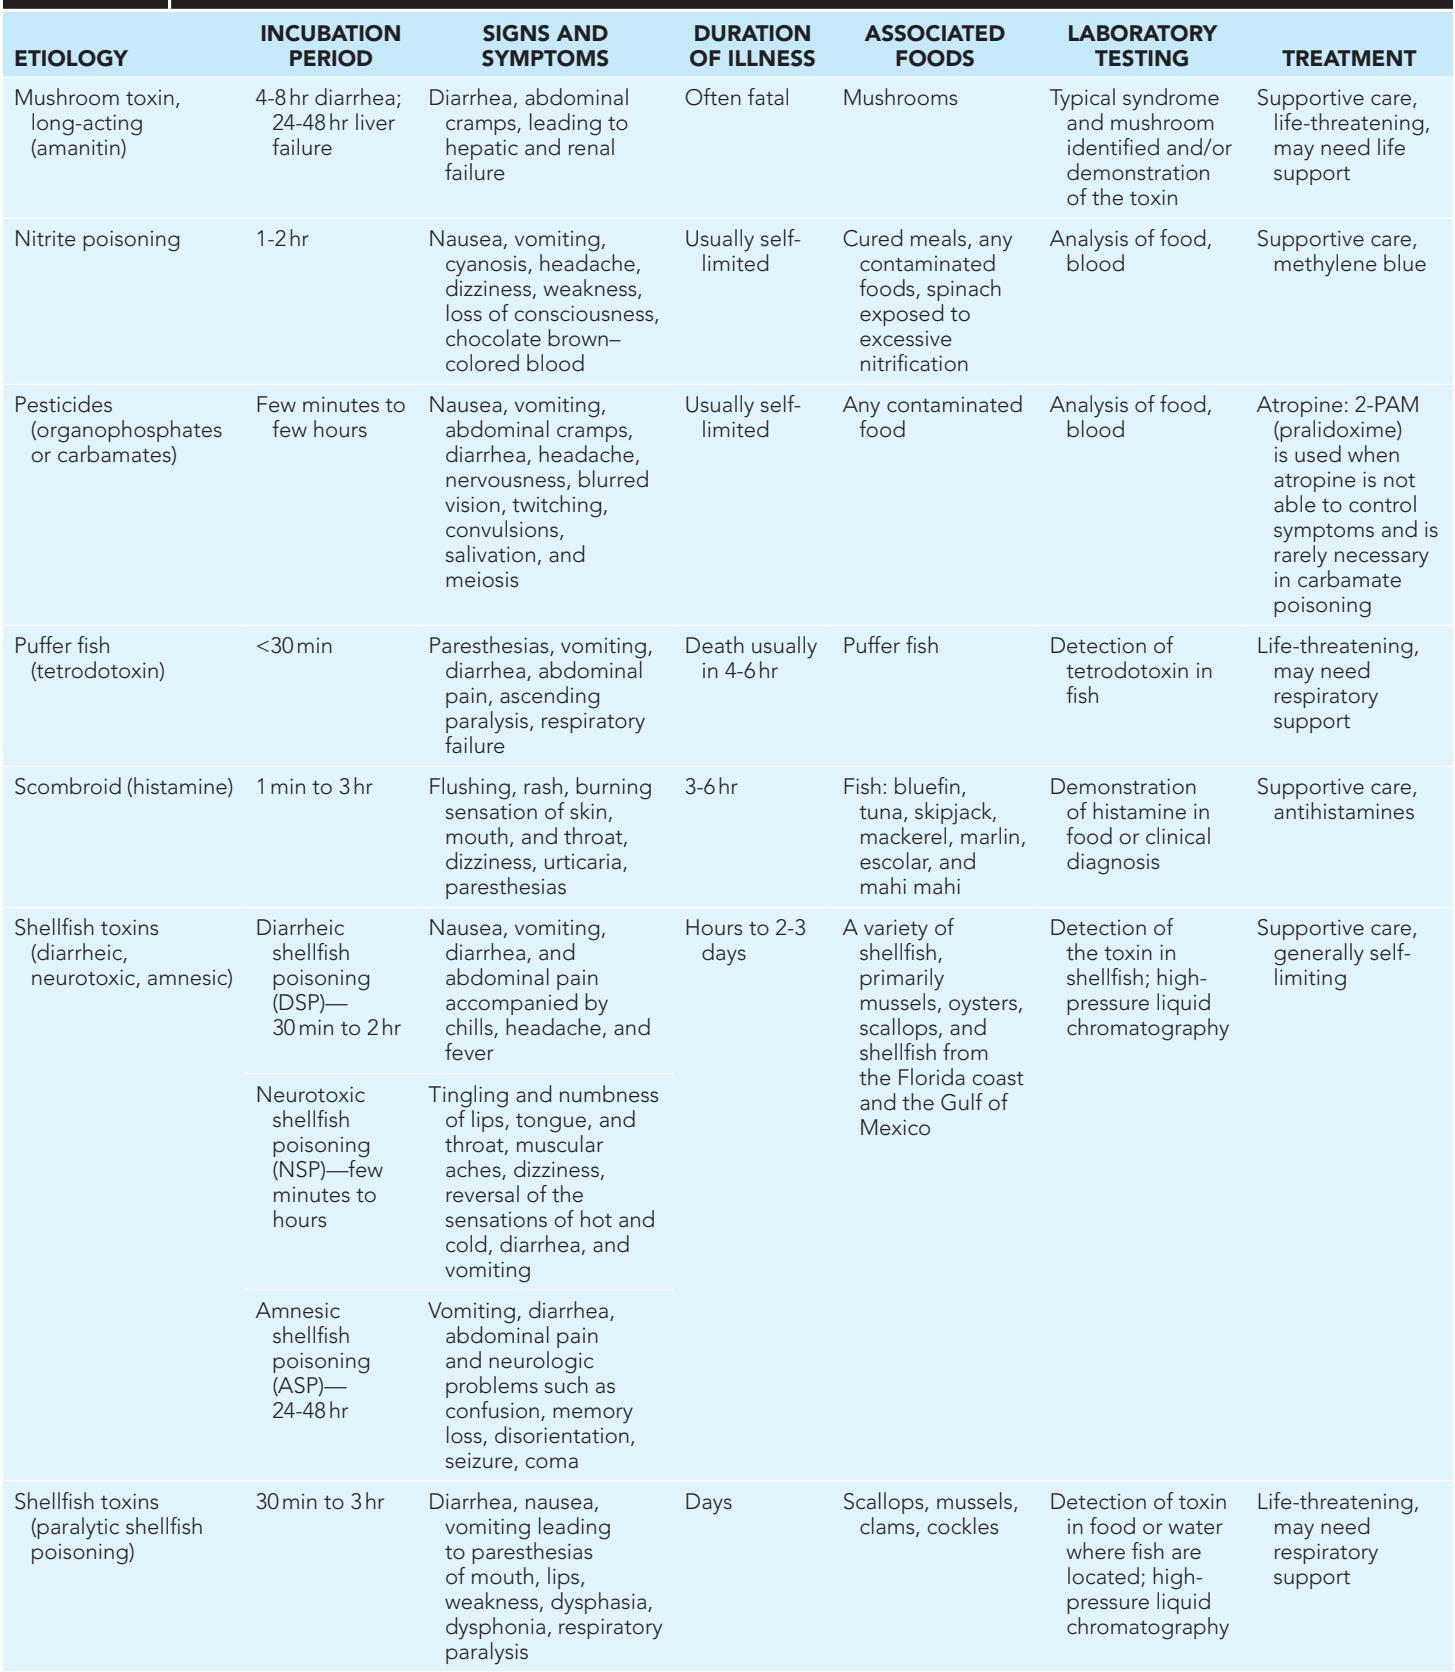 ETIOLOGY
INCUBATION
PERIOD
SIGNS AND
SYMPTOMS
DURATION
OF ILLNESS
ASSOCIATED
FOODS
LABORATORY
TESTING
TREATMENT
Mushroom toxin,
long-acting
(amanitin)
4-8 hr diarrhea;
24-48 hr liver
failure
Diarrhea, abdominal
cramps, leading to
hepatic and renal
failure
Often fatal
Mushrooms
Typical syndrome
and mushroom
identified and/or
demonstration
of the toxin
Supportive care,
life-threatening,
may need life
support
Nitrite poisoning
1-2 hr
Nausea, vomiting,
cyanosis, headache,
dizziness, weakness,
loss of consciousness,
chocolate brown–
colored blood
Usually self-
limited
Cured meals, any
contaminated
foods, spinach
exposed to
excessive
nitrification
Analysis of food,
blood
Supportive care,
methylene blue
Pesticides
(organophosphates
or carbamates)
Few minutes to
few hours
Nausea, vomiting,
abdominal cramps,
diarrhea, headache,
nervousness, blurred
vision, twitching,
convulsions,
salivation, and
meiosis
Usually self-
limited
Any contaminated
food
Analysis of food,
blood
Atropine: 2-PAM
(pralidoxime)
is used when
atropine is not
able to control
symptoms and is
rarely necessary
in carbamate
poisoning
Puffer fish
(tetrodotoxin)
<30 min
Paresthesias, vomiting,
diarrhea, abdominal
pain, ascending
paralysis, respiratory
failure
Death usually
in 4-6 hr
Puffer fish
Detection of
tetrodotoxin in
fish
Life-threatening,
may need
respiratory
support
Scombroid (histamine)
1 min to 3 hr
Flushing, rash, burning
sensation of skin,
mouth, and throat,
dizziness, urticaria,
paresthesias
3-6 hr
Fish: bluefin,
tuna, skipjack,
mackerel, marlin,
escolar, and
mahi mahi
Demonstration
of histamine in
food or clinical
diagnosis
Supportive care,
antihistamines
Shellfish toxins
(diarrheic,
neurotoxic, amnesic)
Diarrheic
shellfish
poisoning
(DSP)—
30 min to 2 hr
Nausea, vomiting,
diarrhea, and
abdominal pain
accompanied by
chills, headache, and
fever
Hours to 2-3
days
A variety of
shellfish,
primarily
mussels, oysters,
scallops, and
shellfish from
the Florida coast
and the Gulf of
Mexico
Detection of
the toxin in
shellfish; high-
pressure liquid
chromatography
Supportive care,
generally self-
limiting
Neurotoxic
shellfish
poisoning
(NSP)—few
minutes to
hours
Tingling and numbness
of lips, tongue, and
throat, muscular
aches, dizziness,
reversal of the
sensations of hot and
cold, diarrhea, and
vomiting
Amnesic
shellfish
poisoning
(ASP)—
24-48 hr
Vomiting, diarrhea,
abdominal pain
and neurologic
problems such as
confusion, memory
loss, disorientation,
seizure, coma
Shellfish toxins
(paralytic shellfish
poisoning)
30 min to 3 hr
Diarrhea, nausea,
vomiting leading
to paresthesias
of mouth, lips,
weakness, dysphasia,
dysphonia, respiratory
paralysis
Days
Scallops, mussels,
clams, cockles
Detection of toxin
in food or water
where fish are
located; high-
pressure liquid
chromatography
Life-threatening,
may need
respiratory
support